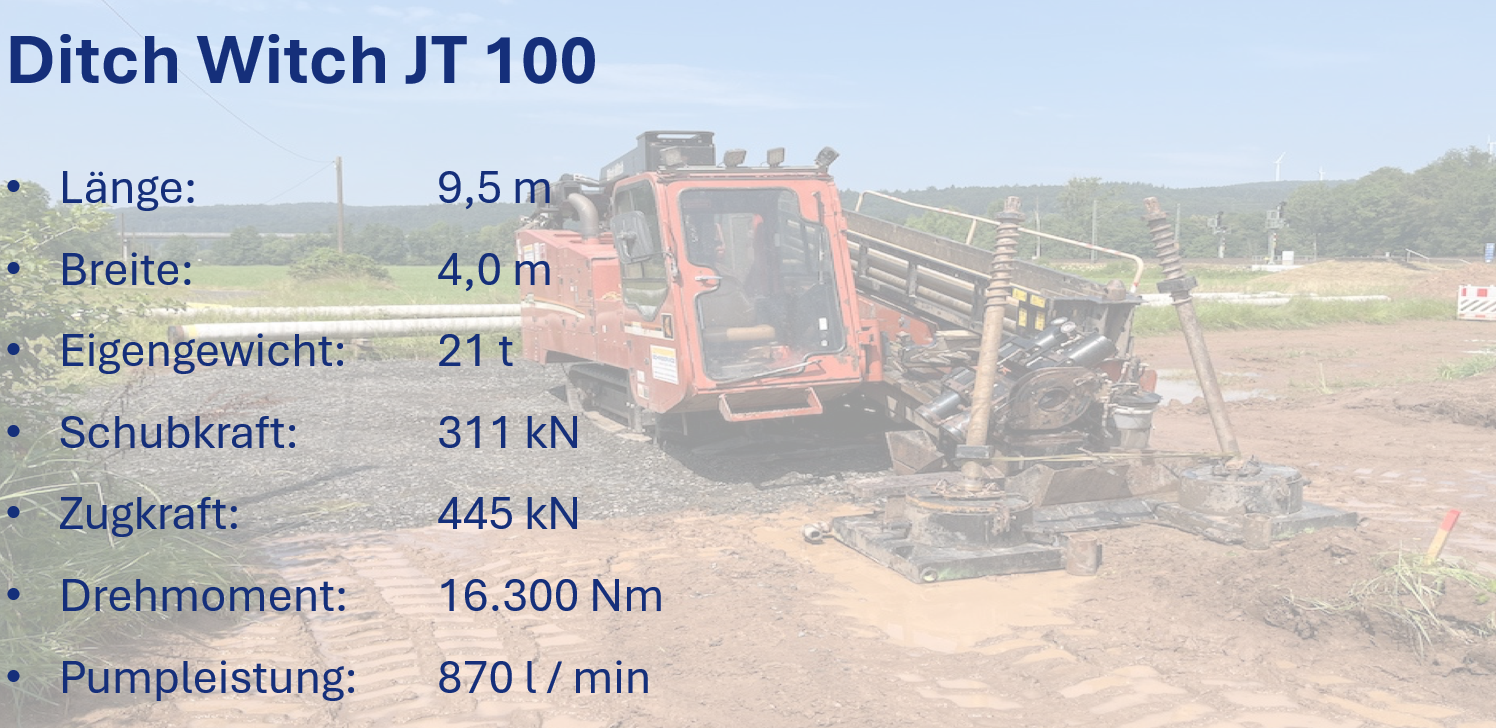 Ditch Witch JT 100
• Länge: 9,5 m
• Breite: 4,0 m
• Eigengewicht: 21 t
• Schubkraft: 311 kN
• Zugkraft: 445 kN
• Drehmoment: 16.300 Nm
• Pumpleistung: 870 l / min